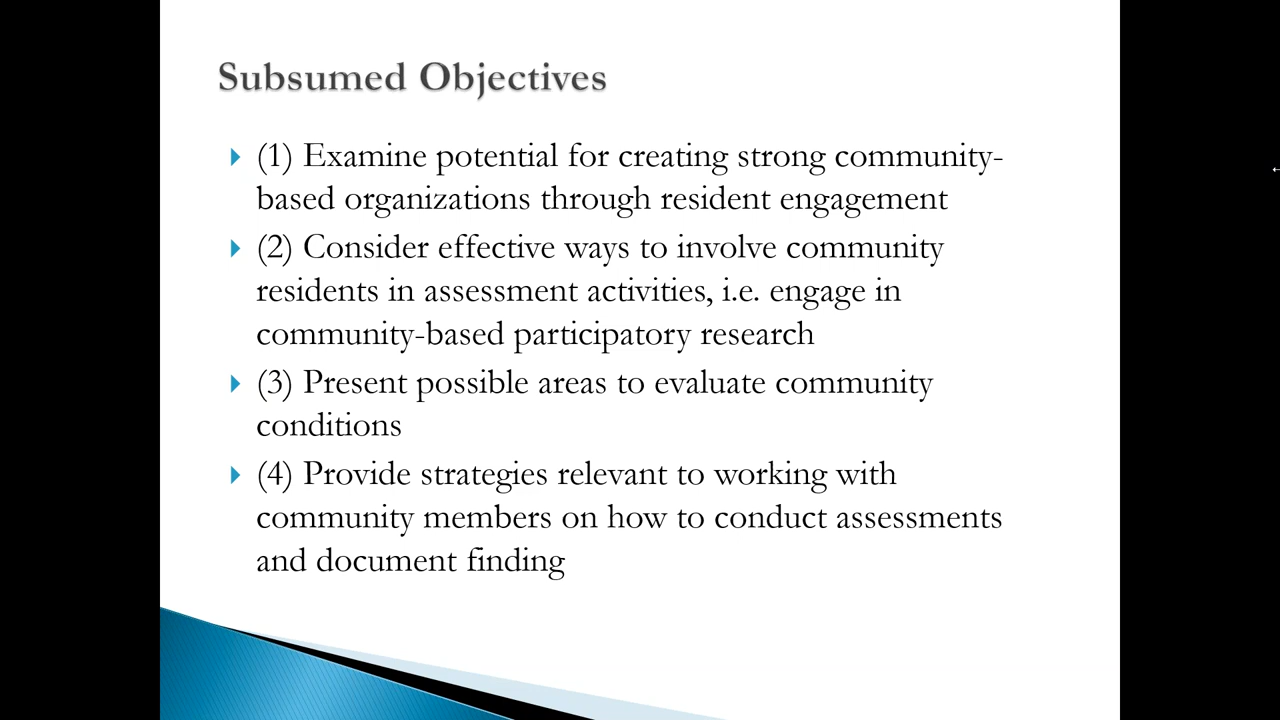 Subsumed Objectives
(1) Examine potential for creating strong community-
based organizations through resident engagement
(2) Consider effective ways to involve community
residents in assessment activities, i.e. engage in
community-based participatory research
(3) Present possible areas to evaluate community
conditions
(4) Provide strategies relevant to working with
community members on how to conduct assessments
and document finding